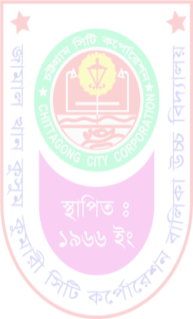 চট্টগ্রাম সিটি কর্পোরেশন
CHITTAGONG CITY CORPORATION
স্থাপিত ঃ
১৯৬৬ ইং
জামাল খান কুসুম কুমারী সিটি কর্পোরেশন বালিকা উচ্চ বিদ্যালয়